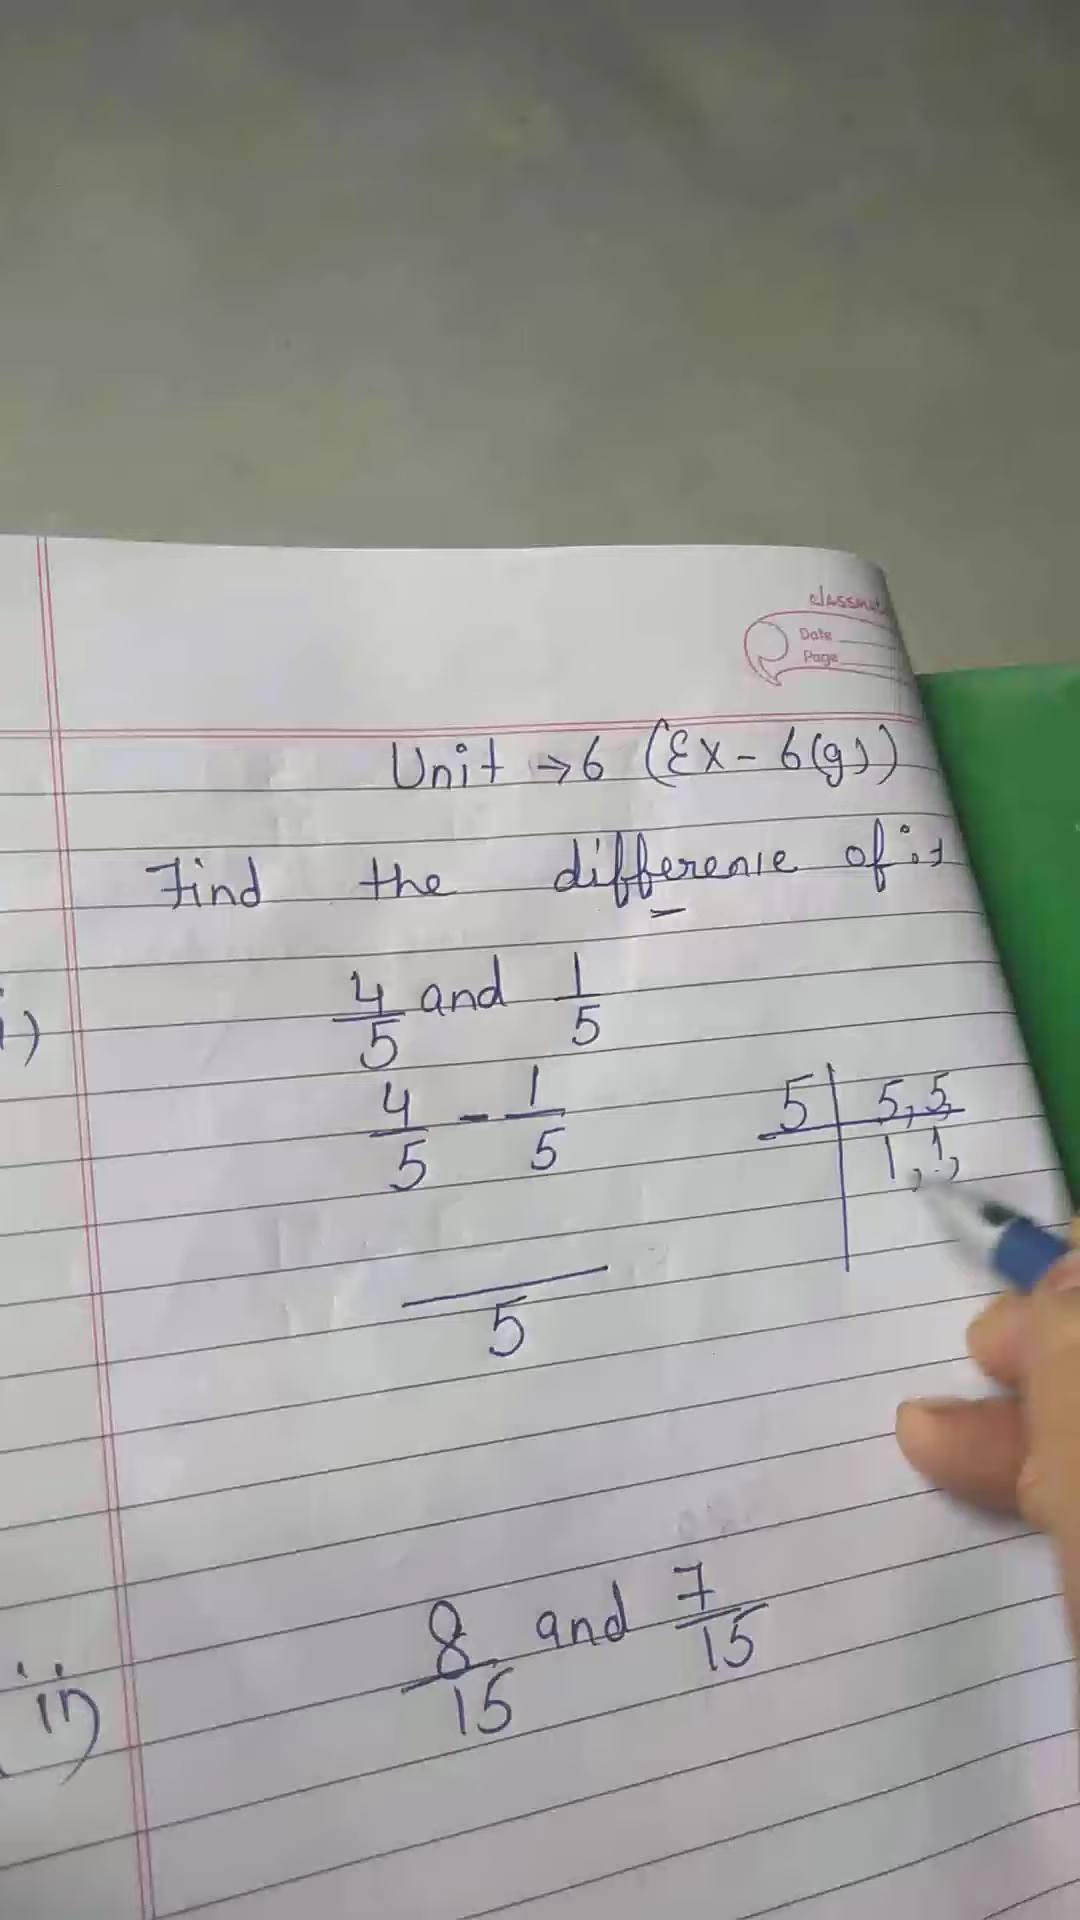 classmate
Date
Page
Unit → 6 (Ex - 6(g))
Find the difference of :-
i) 4/5 and 1/5
4/5 - 1/5
5 | 5, 5,
1, 1,
5
ii) 8/15 and 7/15